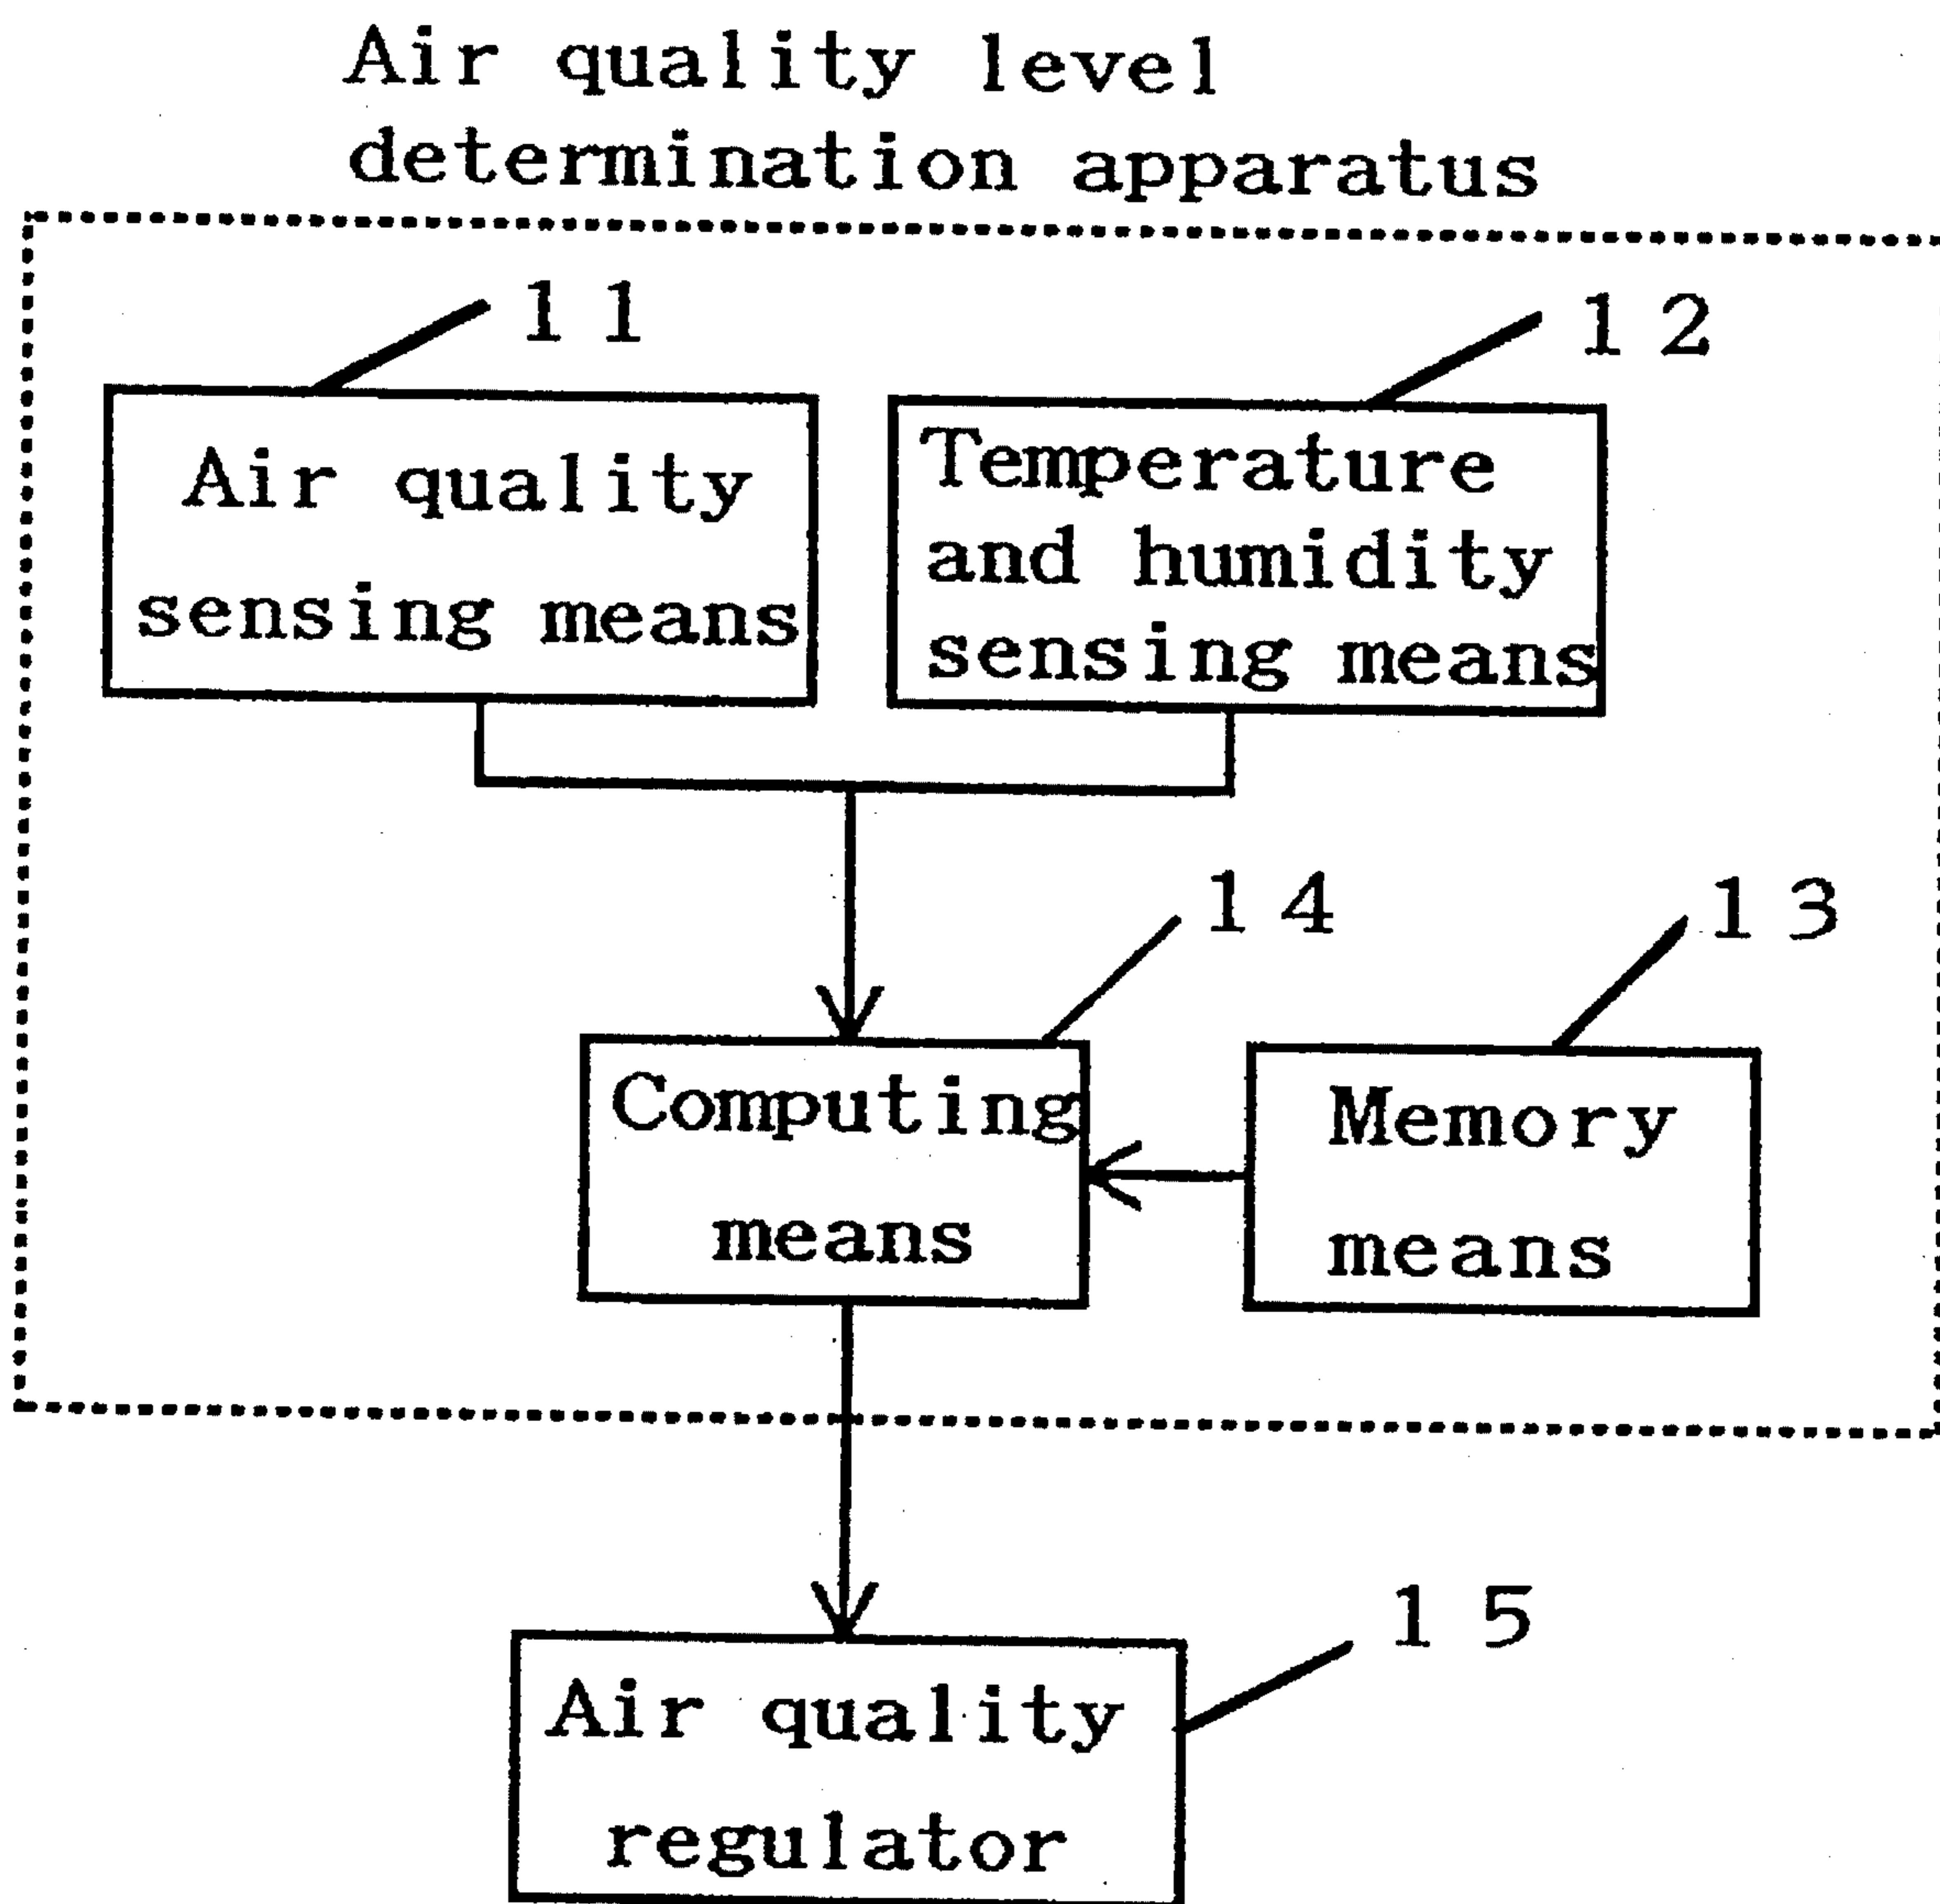 Air quality level
determination apparatus
11
12
Air quality
sensing means
Temperature
and humidity
sensing means
14
13
Computing
means
Memory
means
15
Air quality
regulator